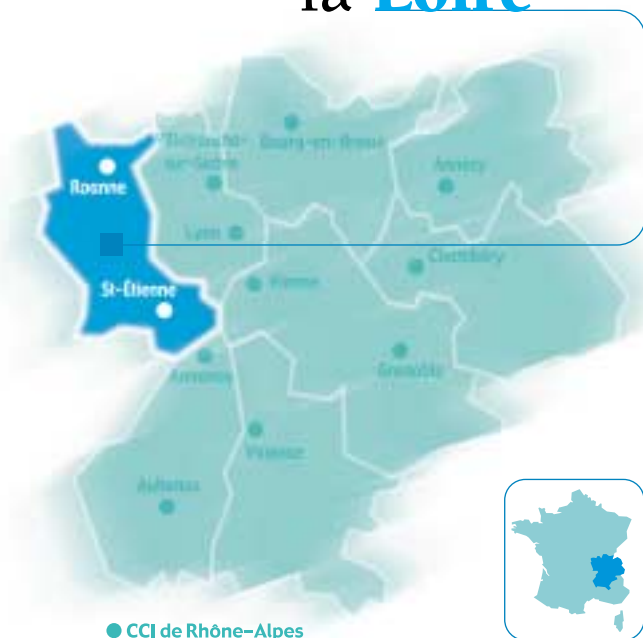 la Loire
Villefranche-
sur-Saône
Bourg-en-Bresse
Annecy
Roanne
Lyon
Chambéry
Vienne
St-Étienne
Annonay
Grenoble
Valence
Aubenas
CCI de Rhône-Alpes